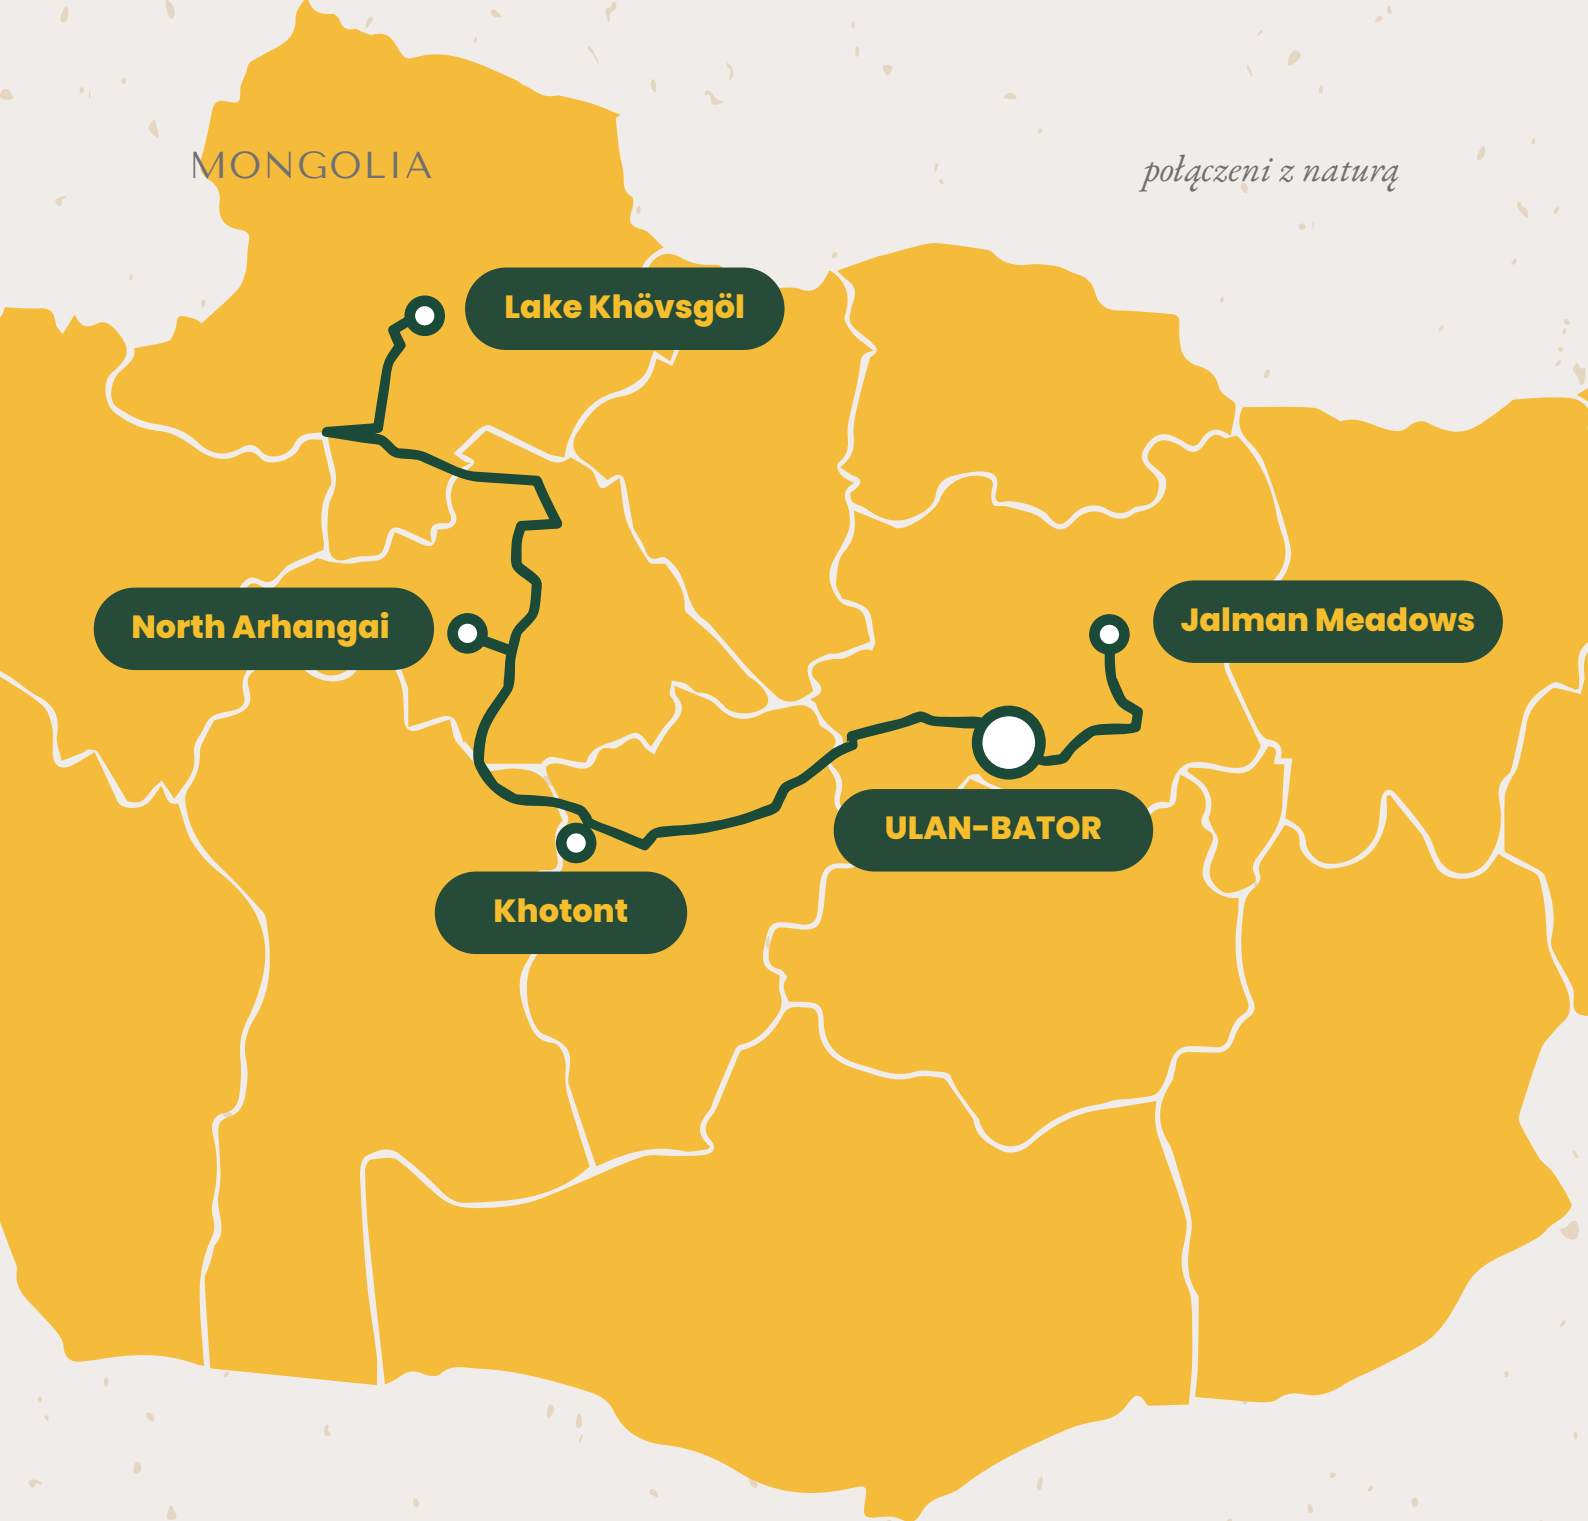 MONGOLIA
połączeni z naturą
Lake Khövsgöl
North Arhangai
Jalman Meadows
ULAN-BATOR
Khotont